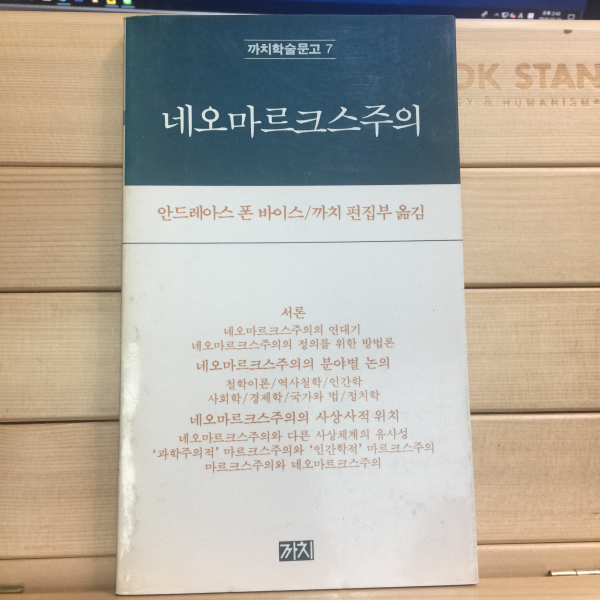 까치학술문고 7
네오마르크스주의
안드레아스 폰 바이스/까치 편집부 옮김
서론
네오마르크스주의의 연대기
네오마르크스주의의 정의를 위한 방법론
네오마르크스주의의 분야별 논의
철학이론/역사철학/인간학
사회학/경제학/국가와 법/정치학
네오마르크스주의의 사상사적 위치
네오마르크스주의와 다른 사상체계의 유사성
‘과학주의적’ 마르크스주의와 ‘인간학적’ 마르크스주의
마르크스주의와 네오마르크스주의
까치
OK STAN
& HUMANISM